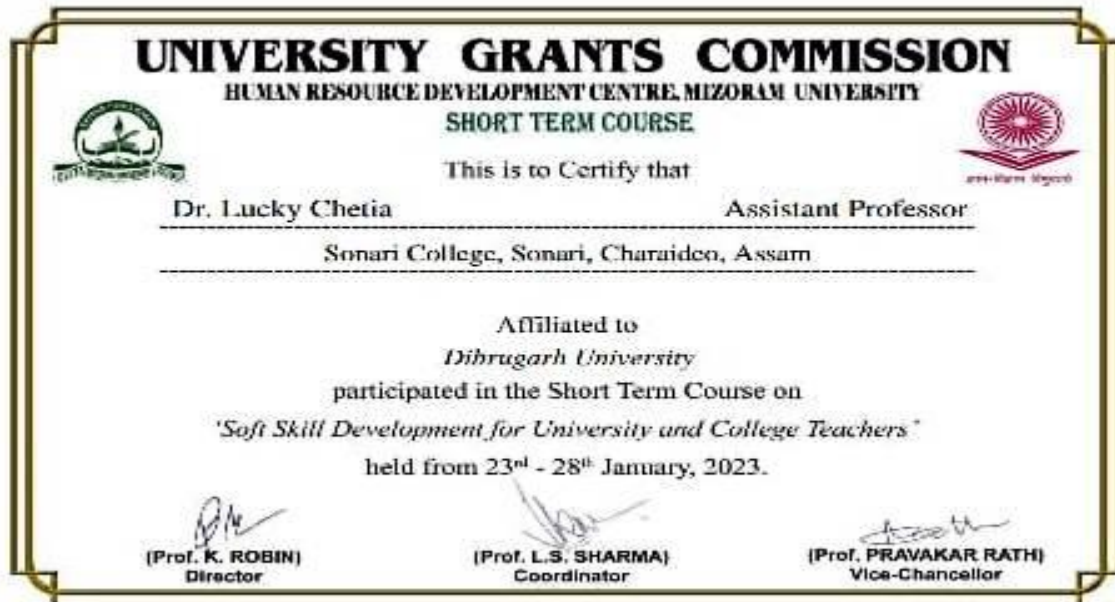 UNIVERSITY GRANTS COMMISSION
HUMAN RESOURCE DEVELOPMENT CENTRE, MIZORAM UNIVERSITY
SHORT TERM COURSE
This is to Certify that
Dr. Lucky Chetia Assistant Professor
Sonari College, Sonari, Charaideo, Assam
Affiliated to
Dibrugarh University
participated in the Short Term Course on
'Soft Skill Development for University and College Teachers'
held from 23rd - 28th January, 2023.
(Prof. K. ROBIN) (Prof. L.S. SHARMA) (Prof. PRAVAKAR RATH)
Director Coordinator Vice-Chancellor